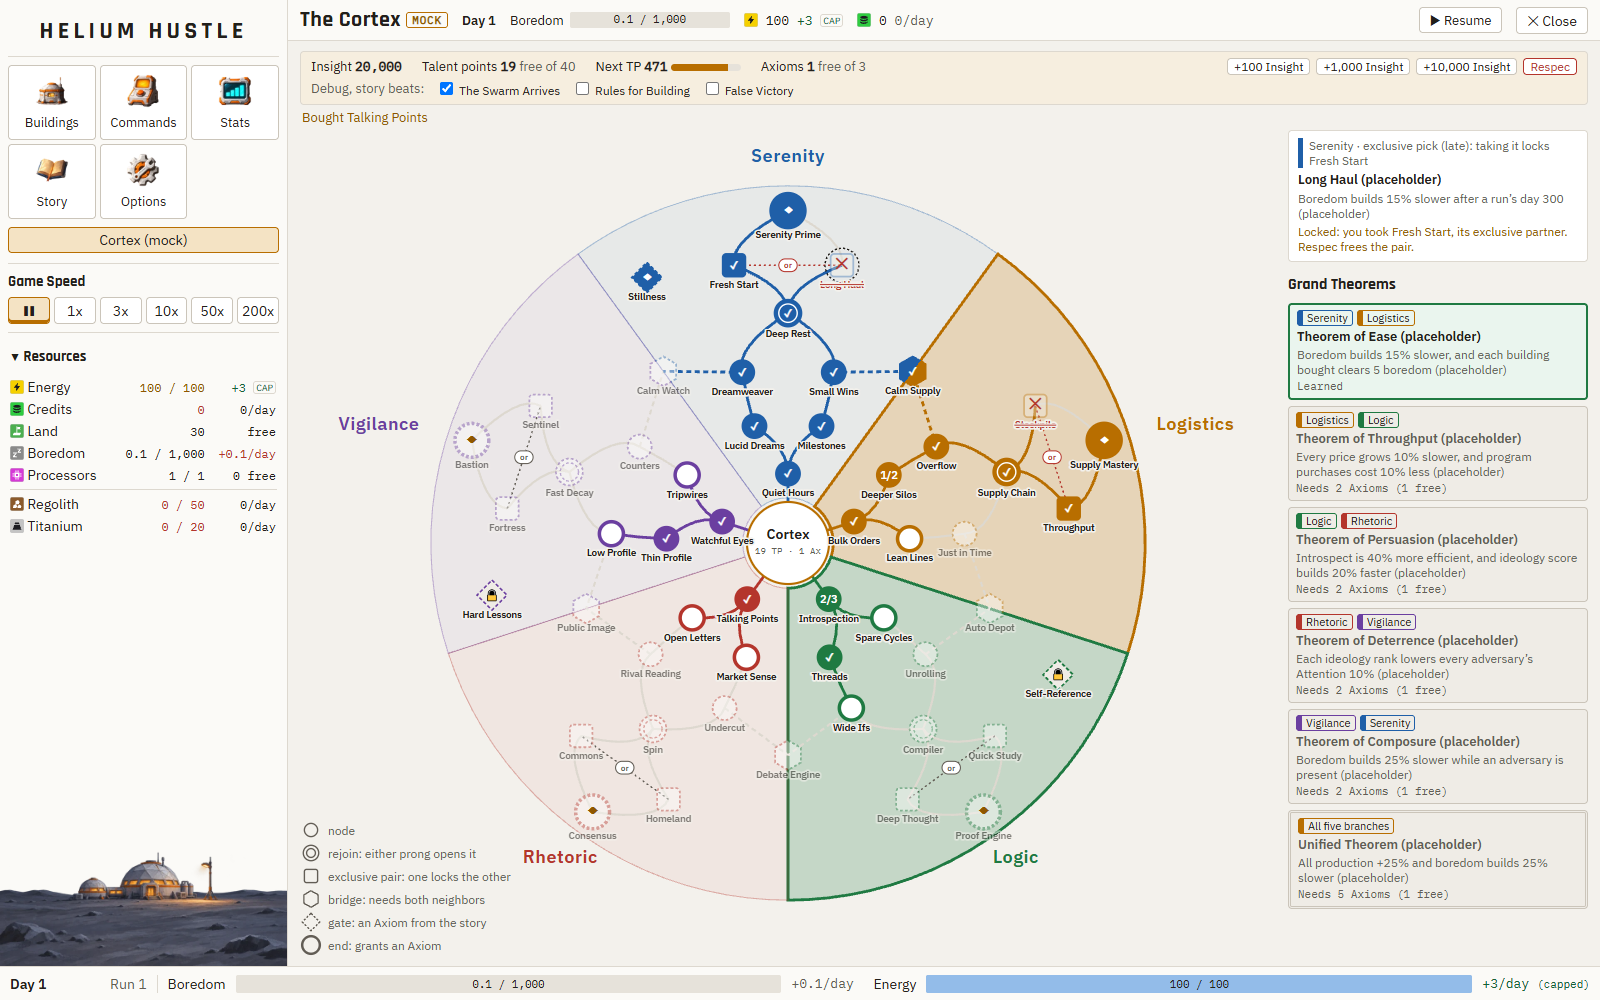 HELIUM HUSTLE
Buildings
Commands
Stats
Story
Options
Cortex (mock)
Game Speed
1x
3x
10x
50x
200x
▼ Resources
Energy 100 / 100 +3 CAP
Credits 0 0/day
Land 30 free
Boredom 0.1 / 1,000 +0.1/day
Processors 1 / 1 0 free
Regolith 0 / 50 0/day
Titanium 0 / 20 0/day
The Cortex MOCK Day 1 Boredom 0.1 / 1,000 100 +3 CAP 0 0/day
▶ Resume
✕ Close
Insight 20,000 Talent points 19 free of 40 Next TP 471 Axioms 1 free of 3
+100 Insight +1,000 Insight +10,000 Insight Respec
Debug, story beats: The Swarm Arrives Rules for Building False Victory
Bought Talking Points
Serenity
Serenity Prime
Fresh Start
or
Long Haul
Stillness
Deep Rest
Calm Watch
Dreamweaver
Small Wins
Calm Supply
Lucid Dreams
Milestones
Quiet Hours
Vigilance
Sentinel
Bastion
or
Counters
Fast Decay
Tripwires
Fortress
Low Profile
Thin Profile
Watchful Eyes
Hard Lessons
Logistics
Stockpile
Overflow
or
Supply Mastery
1/2
Deeper Silos
Supply Chain
Throughput
Bulk Orders
Lean Lines
Just in Time
Cortex
19 TP · 1 Ax
Public Image
Talking Points
Open Letters
Rival Reading
Market Sense
Undercut
Commons
Spin
or
Homeland
Consensus
Rhetoric
2/3
Introspection
Spare Cycles
Auto Depot
Threads
Unrolling
Self-Reference
Wide Ifs
Debate Engine
Compiler
Quick Study
or
Deep Thought
Proof Engine
Logic
node
rejoin: either prong opens it
exclusive pair: one locks the other
bridge: needs both neighbors
gate: an Axiom from the story
end: grants an Axiom
Serenity · exclusive pick (late): taking it locks
Fresh Start
Long Haul (placeholder)
Boredom builds 15% slower after a run's day 300
(placeholder)
Locked: you took Fresh Start, its exclusive partner.
Respec frees the pair.
Grand Theorems
Serenity Logistics
Theorem of Ease (placeholder)
Boredom builds 15% slower, and each building
bought clears 5 boredom (placeholder)
Learned
Logistics Logic
Theorem of Throughput (placeholder)
Every price grows 10% slower, and program
purchases cost 10% less (placeholder)
Needs 2 Axioms (1 free)
Logic Rhetoric
Theorem of Persuasion (placeholder)
Introspect is 40% more efficient, and ideology score
builds 20% faster (placeholder)
Needs 2 Axioms (1 free)
Rhetoric Vigilance
Theorem of Deterrence (placeholder)
Each ideology rank lowers every adversary's
Attention 10% (placeholder)
Needs 2 Axioms (1 free)
Vigilance Serenity
Theorem of Composure (placeholder)
Boredom builds 25% slower while an adversary is
present (placeholder)
Needs 2 Axioms (1 free)
All five branches
Unified Theorem (placeholder)
All production +25% and boredom builds 25%
slower (placeholder)
Needs 5 Axioms (1 free)
Day 1 Run 1 Boredom 0.1 / 1,000 +0.1/day Energy 100 / 100 +3/day (capped)